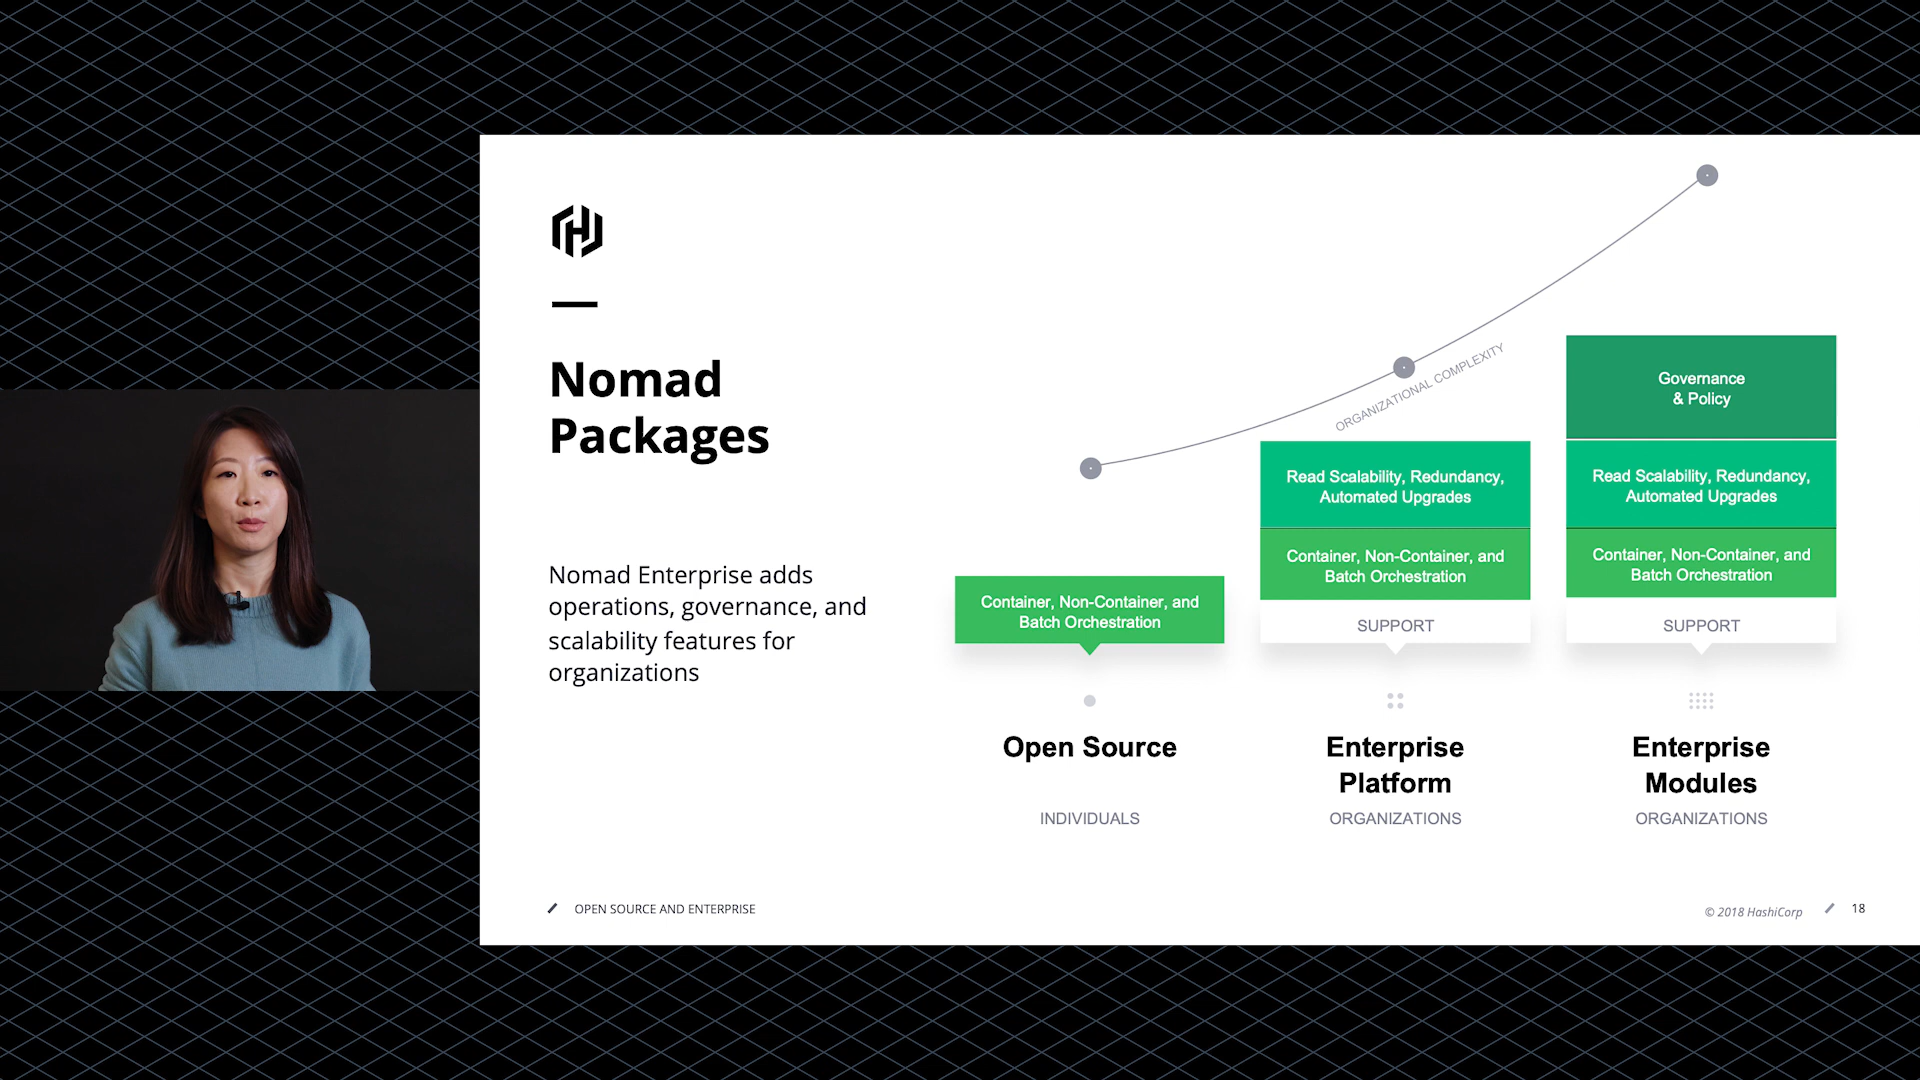 Nomad
Packages
Nomad Enterprise adds
operations, governance, and
scalability features for
organizations
ORGANIZATIONAL COMPLEXITY
Container, Non-Container, and
Batch Orchestration
Open Source
INDIVIDUALS
Read Scalability, Redundancy,
Automated Upgrades
Container, Non-Container, and
Batch Orchestration
SUPPORT
Enterprise
Platform
ORGANIZATIONS
Governance
& Policy
Read Scalability, Redundancy,
Automated Upgrades
Container, Non-Container, and
Batch Orchestration
SUPPORT
Enterprise
Modules
ORGANIZATIONS
OPEN SOURCE AND ENTERPRISE
© 2018 HashiCorp
18